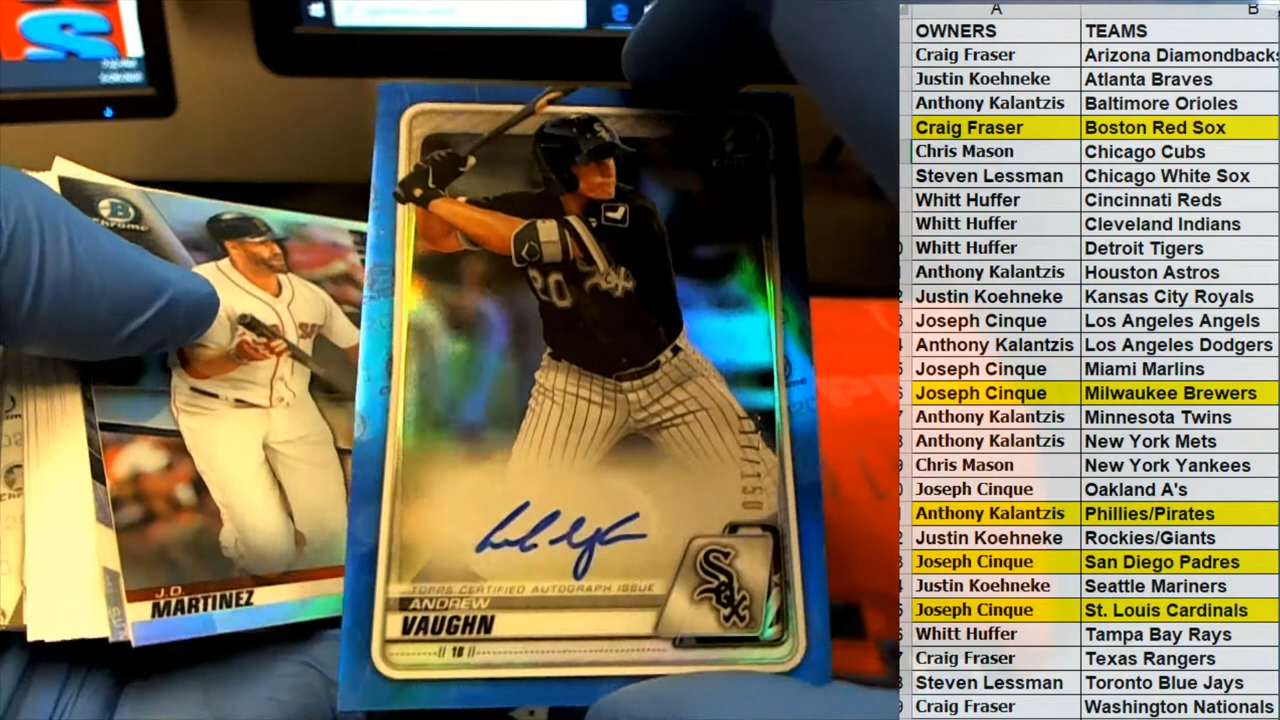 Chrome
J.D.
MARTINEZ
20
Sox
/150
Sox
TOPPS CERTIFIED AUTOGRAPH ISSUE
ANDREW
VAUGHN
1B
A B
OWNERS TEAMS
Craig Fraser Arizona Diamondbacks
Justin Koehneke Atlanta Braves
Anthony Kalantzis Baltimore Orioles
Craig Fraser Boston Red Sox
Chris Mason Chicago Cubs
Steven Lessman Chicago White Sox
Whitt Huffer Cincinnati Reds
Whitt Huffer Cleveland Indians
Whitt Huffer Detroit Tigers
Anthony Kalantzis Houston Astros
Justin Koehneke Kansas City Royals
Joseph Cinque Los Angeles Angels
Anthony Kalantzis Los Angeles Dodgers
Joseph Cinque Miami Marlins
Joseph Cinque Milwaukee Brewers
Anthony Kalantzis Minnesota Twins
Anthony Kalantzis New York Mets
Chris Mason New York Yankees
Joseph Cinque Oakland A's
Anthony Kalantzis Phillies/Pirates
Justin Koehneke Rockies/Giants
Joseph Cinque San Diego Padres
Justin Koehneke Seattle Mariners
Joseph Cinque St. Louis Cardinals
Whitt Huffer Tampa Bay Rays
Craig Fraser Texas Rangers
Steven Lessman Toronto Blue Jays
Craig Fraser Washington Nationals